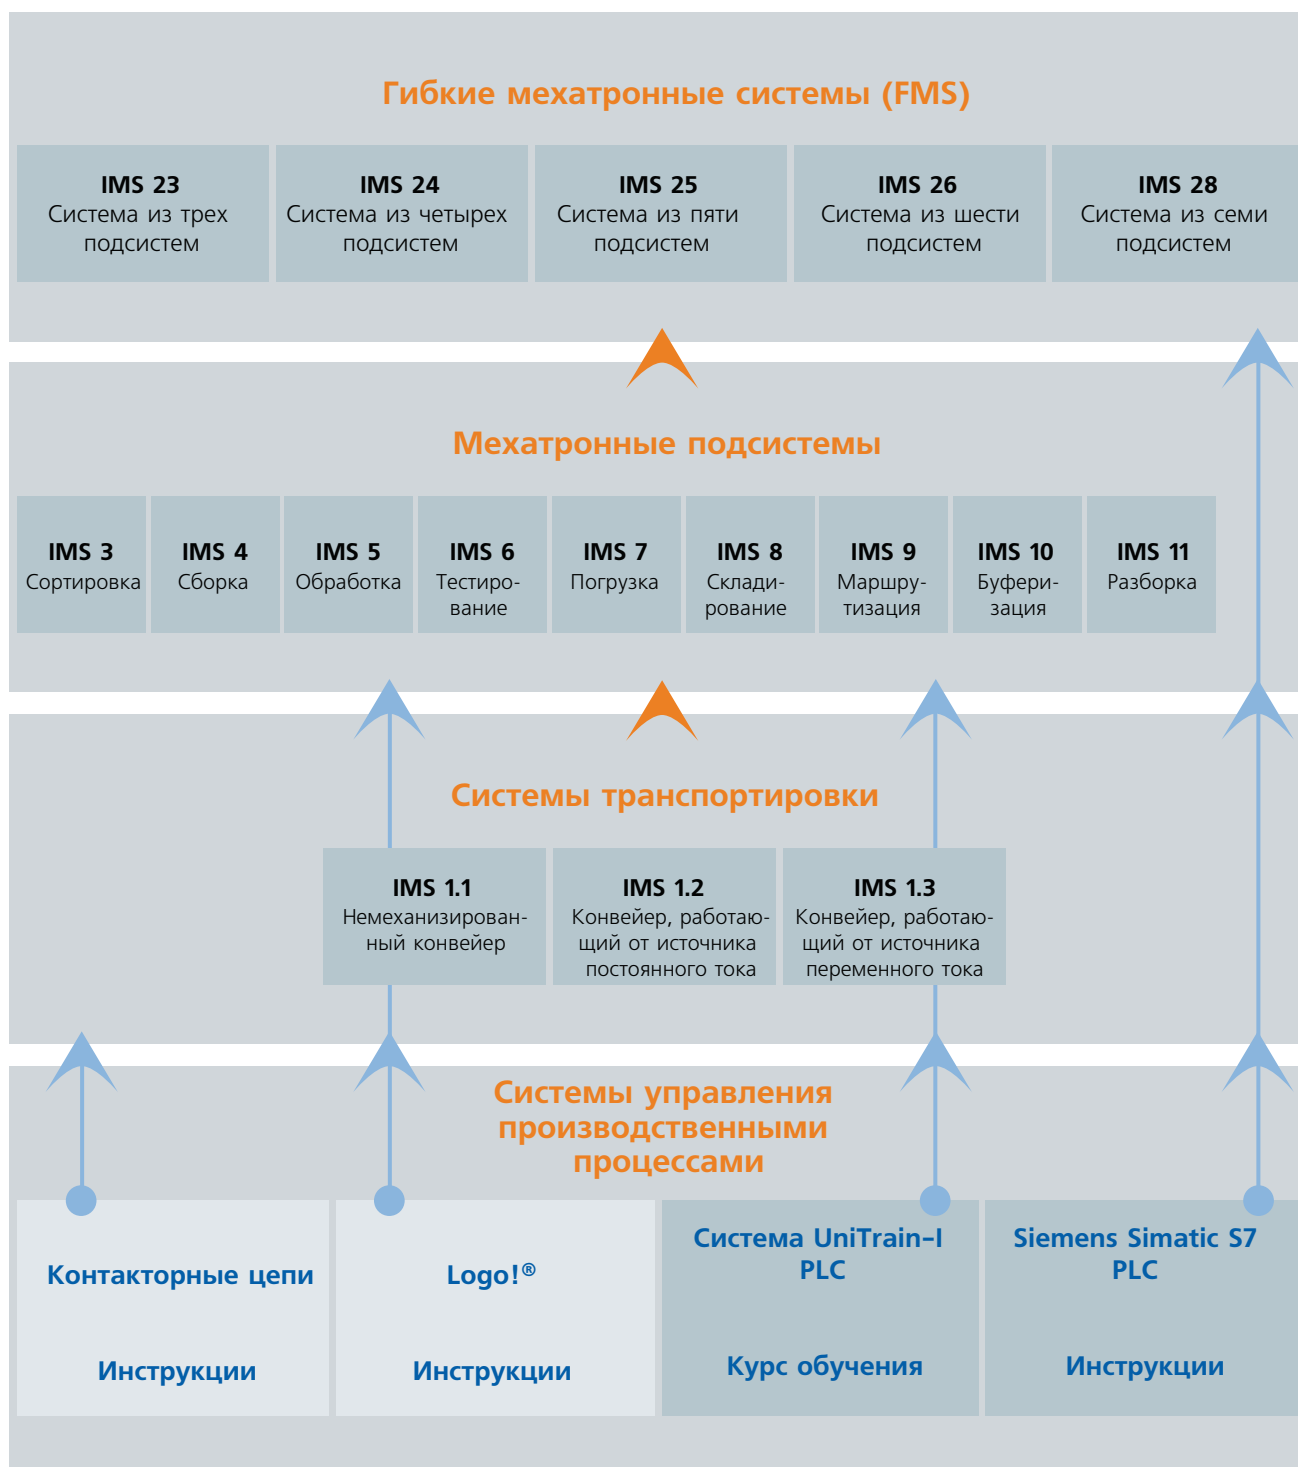 Гибкие мехатронные системы (FMS)
IMS 23
Система из трех
подсистем
IMS 24
Система из четырех
подсистем
IMS 25
Система из пяти
подсистем
IMS 26
Система из шести
подсистем
IMS 28
Система из семи
подсистем
Мехатронные подсистемы
IMS 3
Сортировка
IMS 4
Сборка
IMS 5
Обработка
IMS 6
Тестиро-
вание
IMS 7
Погрузка
IMS 8
Склади-
рование
IMS 9
Маршру-
тизация
IMS 10
Буфери-
зация
IMS 11
Разборка
Системы транспортировки
IMS 1.1
Немеханизирован-
ный конвейер
IMS 1.2
Конвейер, работаю-
щий от источника
постоянного тока
IMS 1.3
Конвейер, работаю-
щий от источника
переменного тока
Системы управления
производственными
процессами
Контакторные цепи
Инструкции
Logo!®
Инструкции
Система UniTrain-I
PLC
Курс обучения
Siemens Simatic S7
PLC
Инструкции